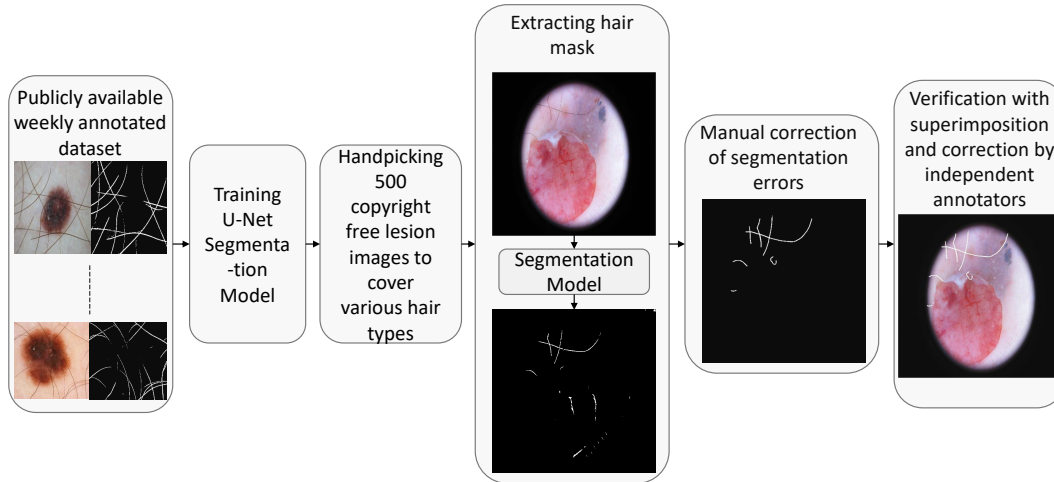 Publicly available
weekly annotated
dataset
Training
U-Net
Segmenta
-tion
Model
Handpicking
500
copyright
free lesion
images to
cover
various hair
types
Extracting hair
mask
Segmentation
Model
Manual correction
of segmentation
errors
Verification with
superimposition
and correction by
independent
annotators